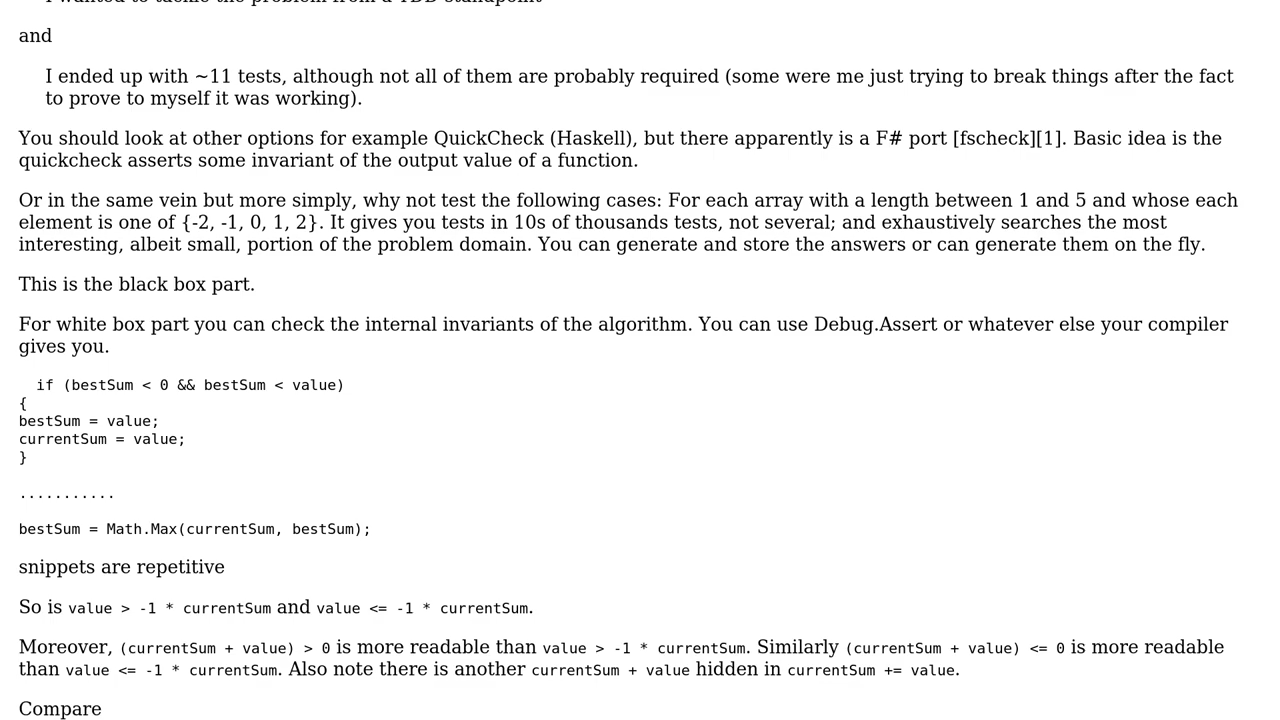 I wanted to tackle the problem from a TDD standpoint
and
I ended up with ~11 tests, although not all of them are probably required (some were me just trying to break things after the fact
to prove to myself it was working).
You should look at other options for example QuickCheck (Haskell), but there apparently is a F# port [fscheck][1]. Basic idea is the
quickcheck asserts some invariant of the output value of a function.
Or in the same vein but more simply, why not test the following cases: For each array with a length between 1 and 5 and whose each
element is one of {-2, -1, 0, 1, 2}. It gives you tests in 10s of thousands tests, not several; and exhaustively searches the most
interesting, albeit small, portion of the problem domain. You can generate and store the answers or can generate them on the fly.
This is the black box part.
For white box part you can check the internal invariants of the algorithm. You can use Debug.Assert or whatever else your compiler
gives you.
if (bestSum < 0 && bestSum < value)
{
bestSum = value;
currentSum = value;
}
...........
bestSum = Math.Max(currentSum, bestSum);
snippets are repetitive
So is value > -1 * currentSum and value <= -1 * currentSum.
Moreover, (currentSum + value) > 0 is more readable than value > -1 * currentSum. Similarly (currentSum + value) <= 0 is more readable
than value <= -1 * currentSum. Also note there is another currentSum + value hidden in currentSum += value.
Compare